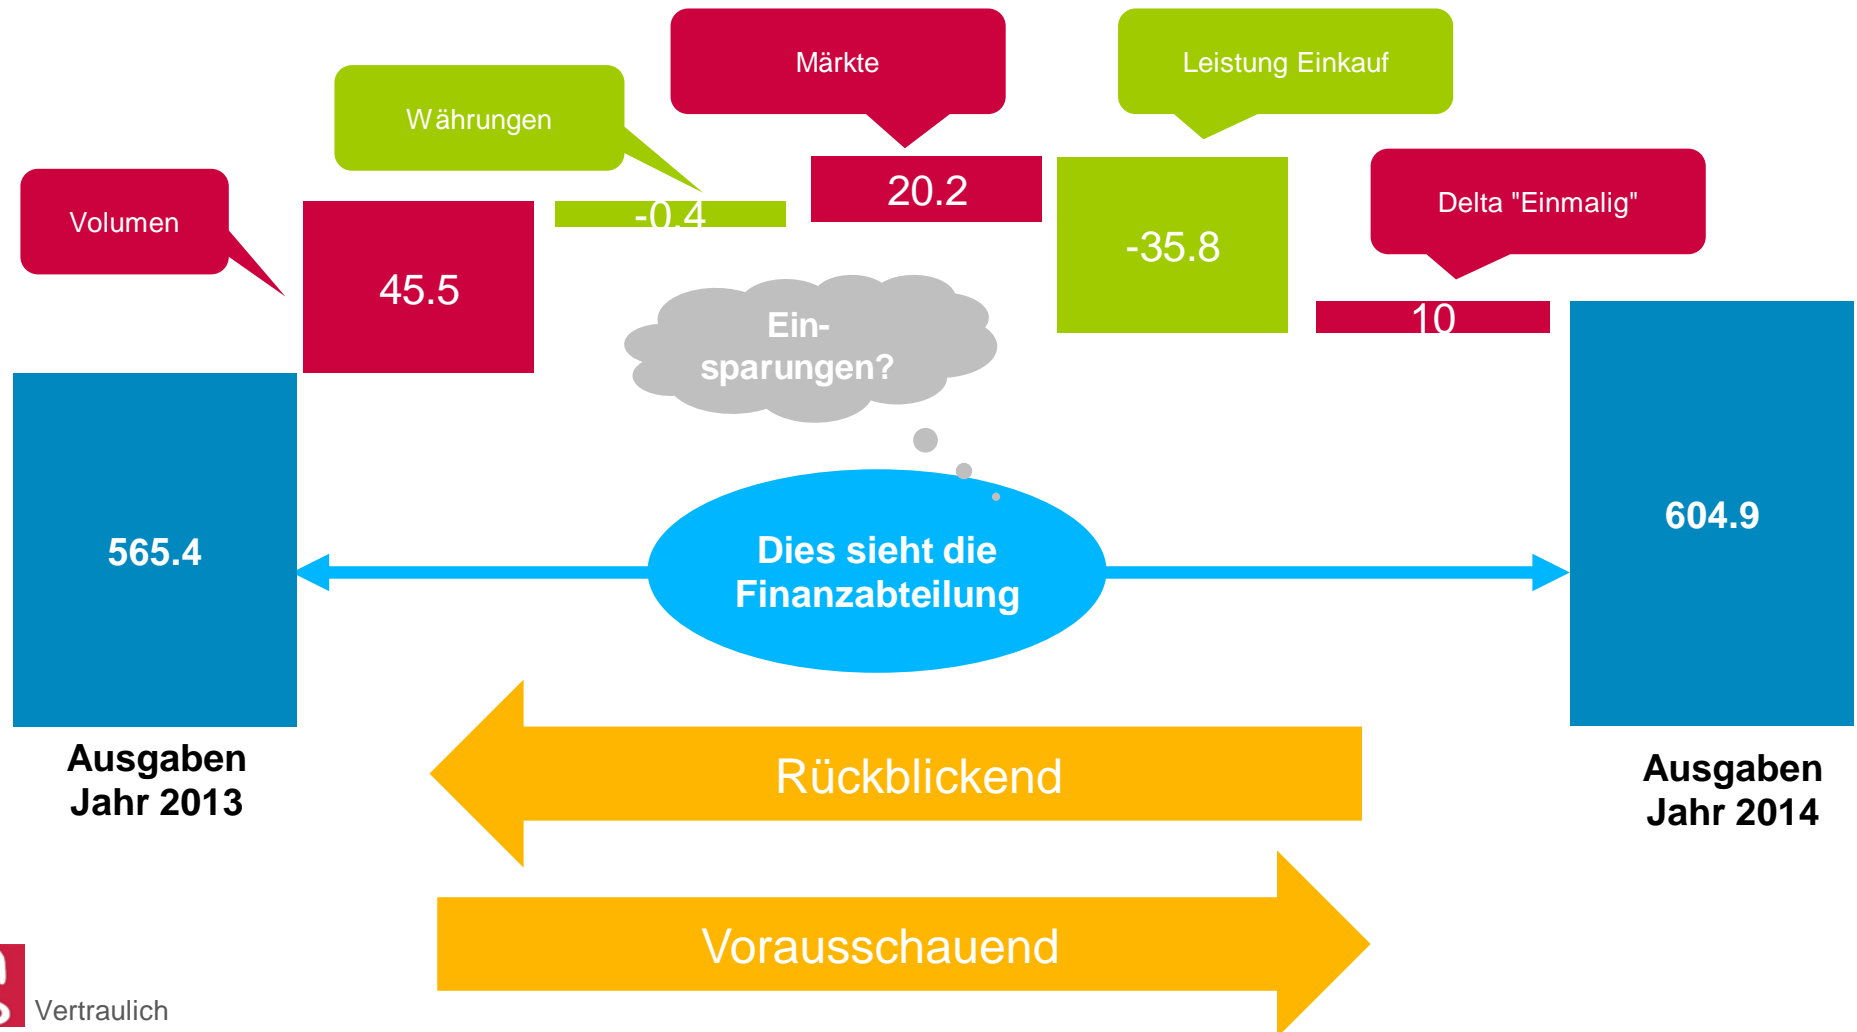 Märkte
Leistung Einkauf
Währungen
Volumen
Delta "Einmalig"
45.5
-0.4
20.2
-35.8
10
Ein-
sparungen?
565.4
Dies sieht die
Finanzabteilung
604.9
Ausgaben
Jahr 2013
Rückblickend
Ausgaben
Jahr 2014
Vorausschauend
Vertraulich